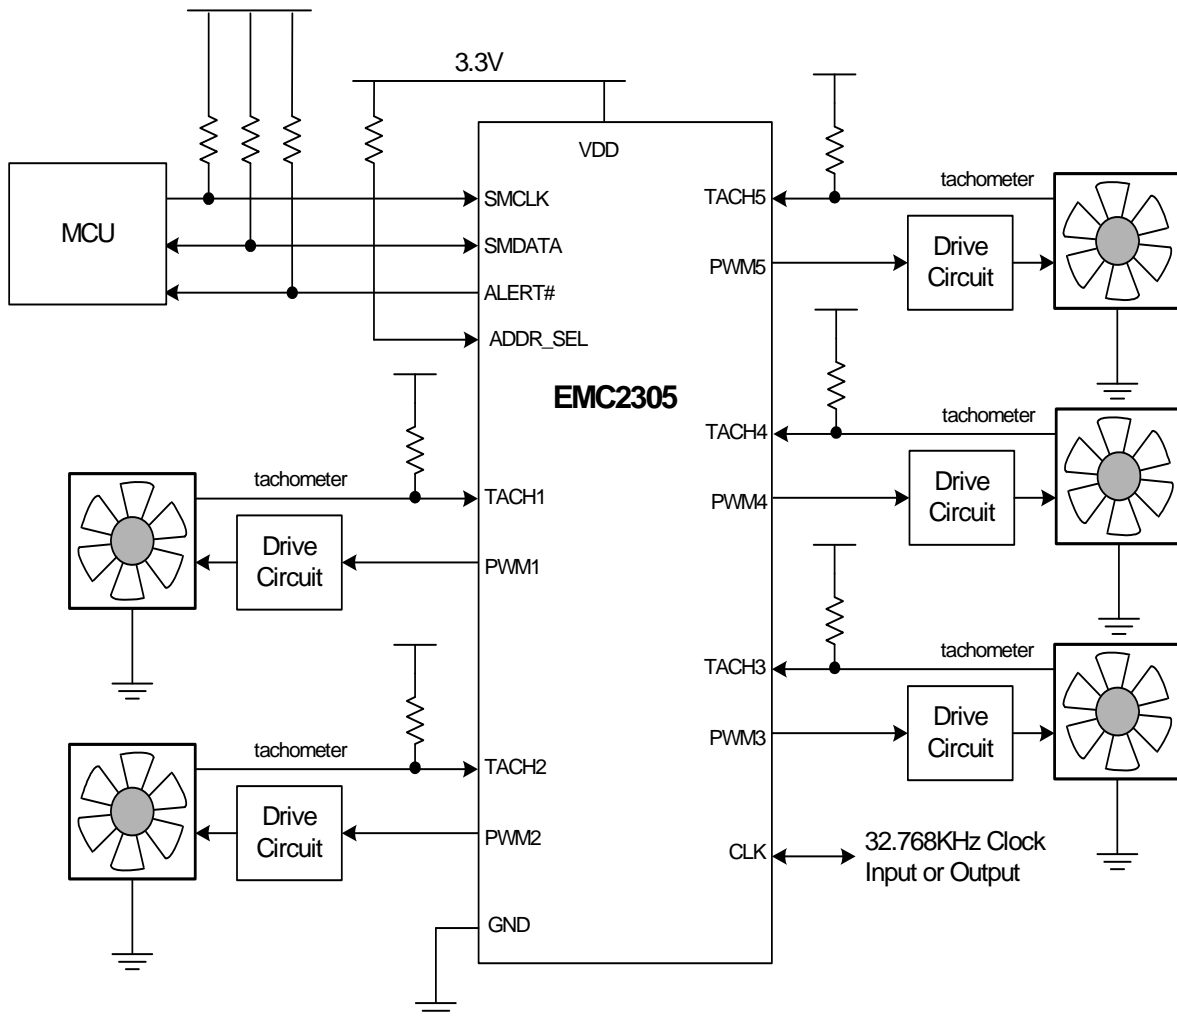 3.3V
VDD
MCU
SMCLK
SMDATA
ALERT#
ADDR_SEL
EMC2305
TACH5
tachometer
PWM5
Drive
Circuit
TACH4
tachometer
PWM4
Drive
Circuit
tachometer
TACH1
Drive
Circuit
PWM1
TACH3
tachometer
PWM3
Drive
Circuit
tachometer
TACH2
Drive
Circuit
PWM2
CLK
32.768KHz Clock
Input or Output
GND